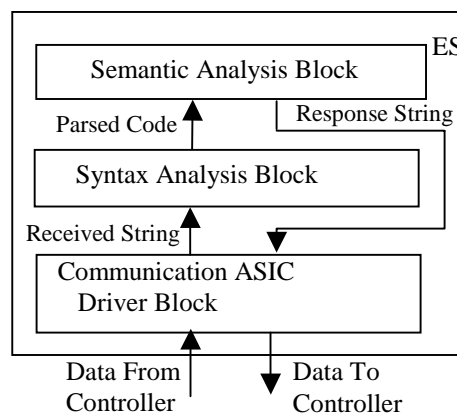 ES
Semantic Analysis Block
Parsed Code
Response String
Syntax Analysis Block
Received String
Communication ASIC
Driver Block
Data From
Controller
Data To
Controller